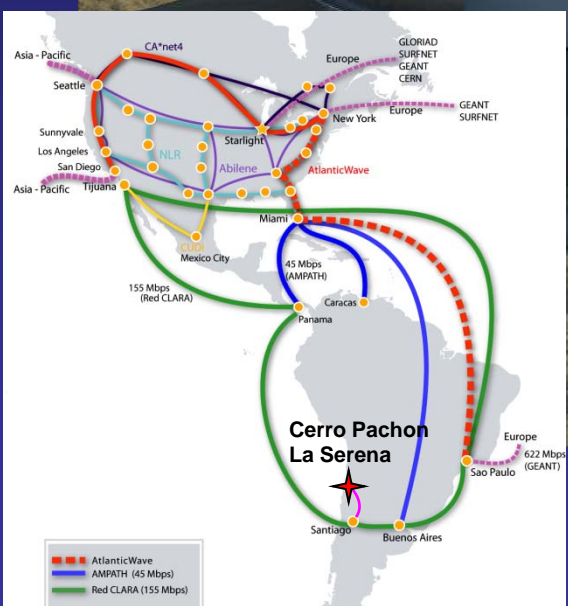 CA*net4
Asia - Pacific
Seattle
Europe
GLORIAD
SURFNET
GEANT
CERN
New York
Europe
GEANT
SURFNET
Starlight
Sunnyvale
Los Angeles
NLR
San Diego
Abilene
AtlanticWave
Asia - Pacific
Tijuana
Miami
CUDI
Mexico City
45 Mbps
(AMPATH)
155 Mbps
(Red CLARA)
Caracas
Panama
Cerro Pachon
La Serena
Europe
622 Mbps
(GEANT)
Sao Paulo
Santiago
Buenos Aires
AtlanticWave
AMPATH (45 Mbps)
Red CLARA (155 Mbps)